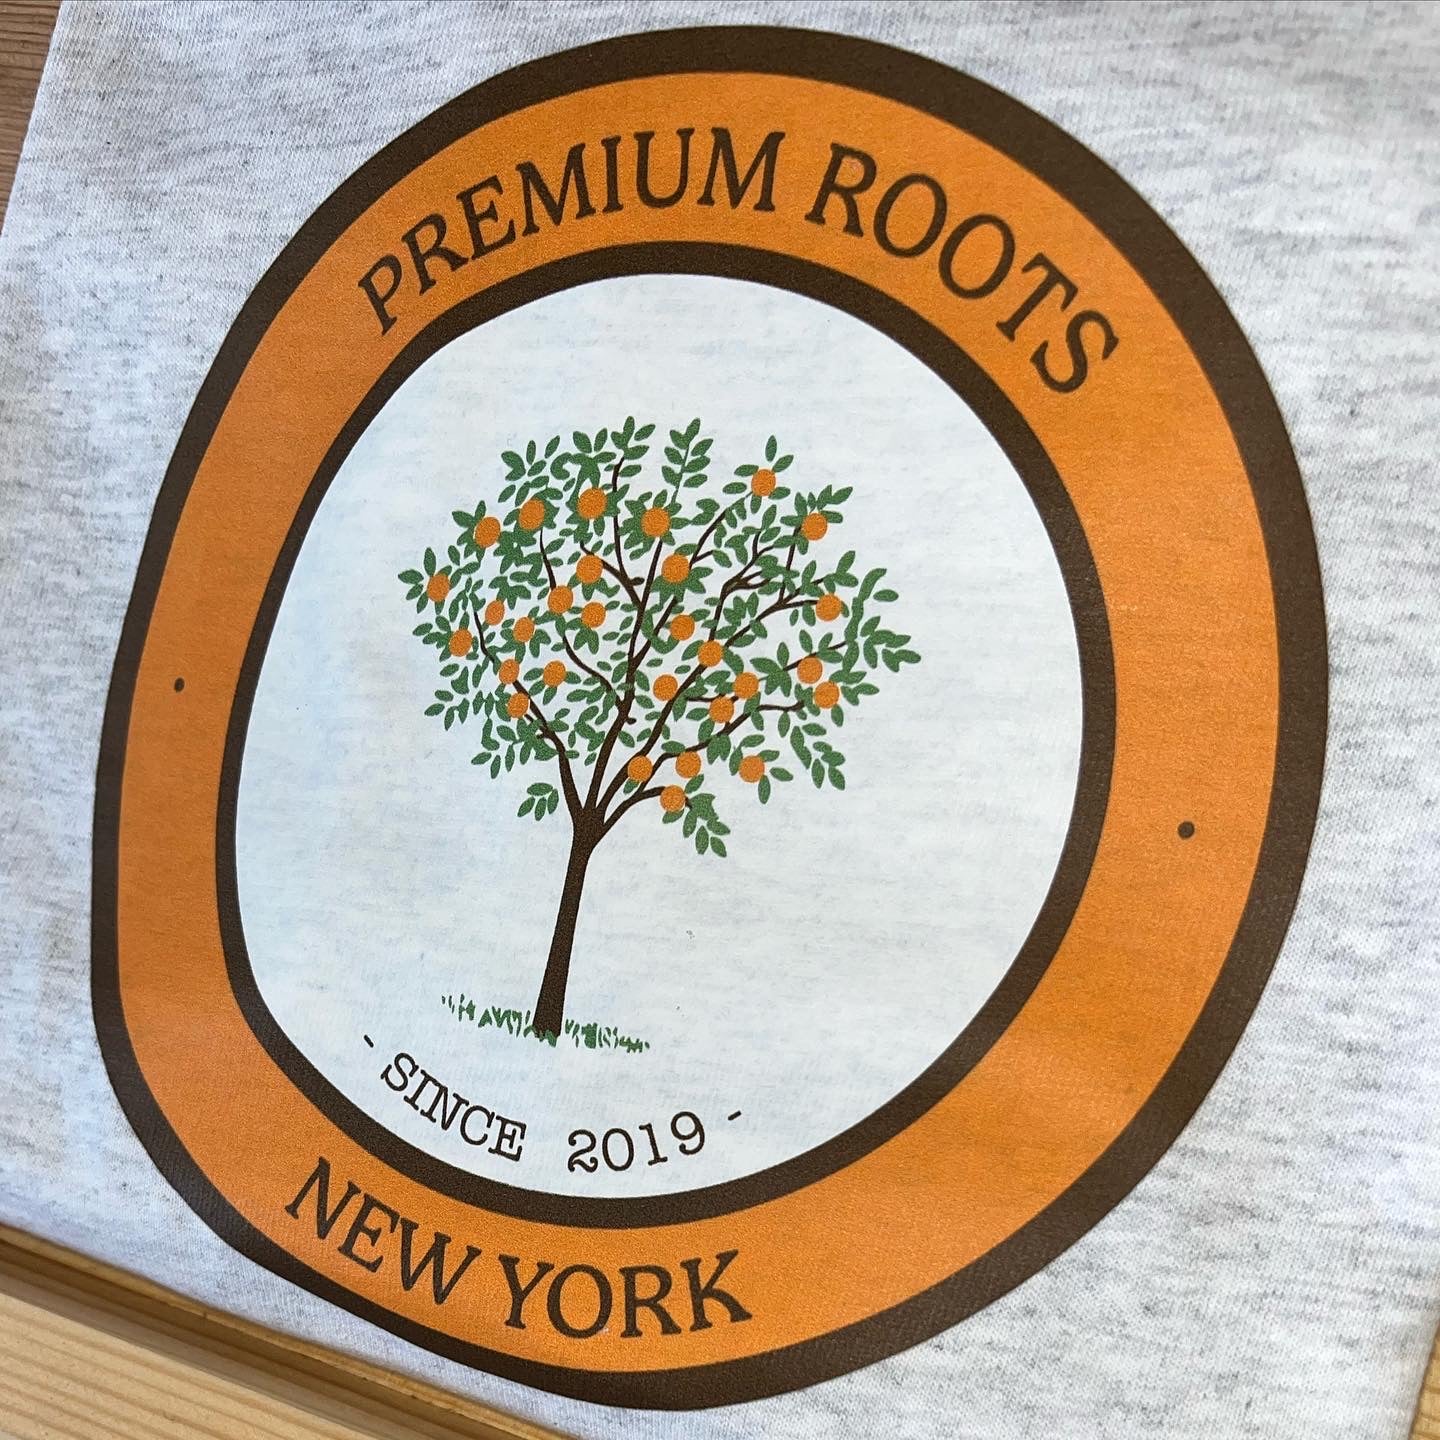 PREMIUM ROOTS
- SINCE 2019 -
NEW YORK